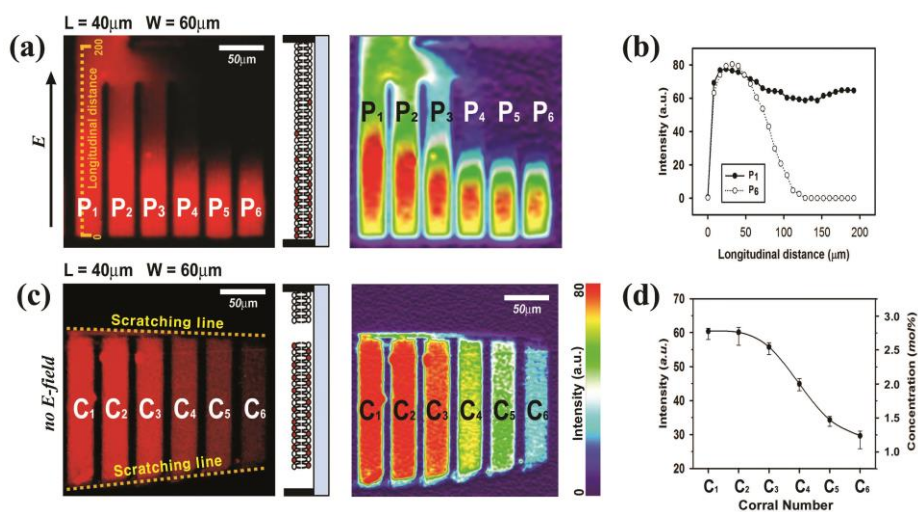 L = 40µm W = 60µm
(a)
E
Longitudinal distance
200
0
50µm
P1 P2 P3 P4 P5 P6
P1 P2 P3 P4 P5 P6
(b)
Intensity (a.u.)
100
80
60
40
20
0
P1
P6
0 50 100 150 200
Longitudinal distance (µm)
L = 40µm W = 60µm
(c)
no E-field
50µm
Scratching line
C1 C2 C3 C4 C5 C6
Scratching line
50µm
C1 C2 C3 C4 C5 C6
80
Intensity (a.u.)
0
(d)
Intensity (a.u.)
70
60
50
40
30
20
3.0
2.5
2.0
1.5
1.0
Concentration (mol%)
C1 C2 C3 C4 C5 C6
Corral Number